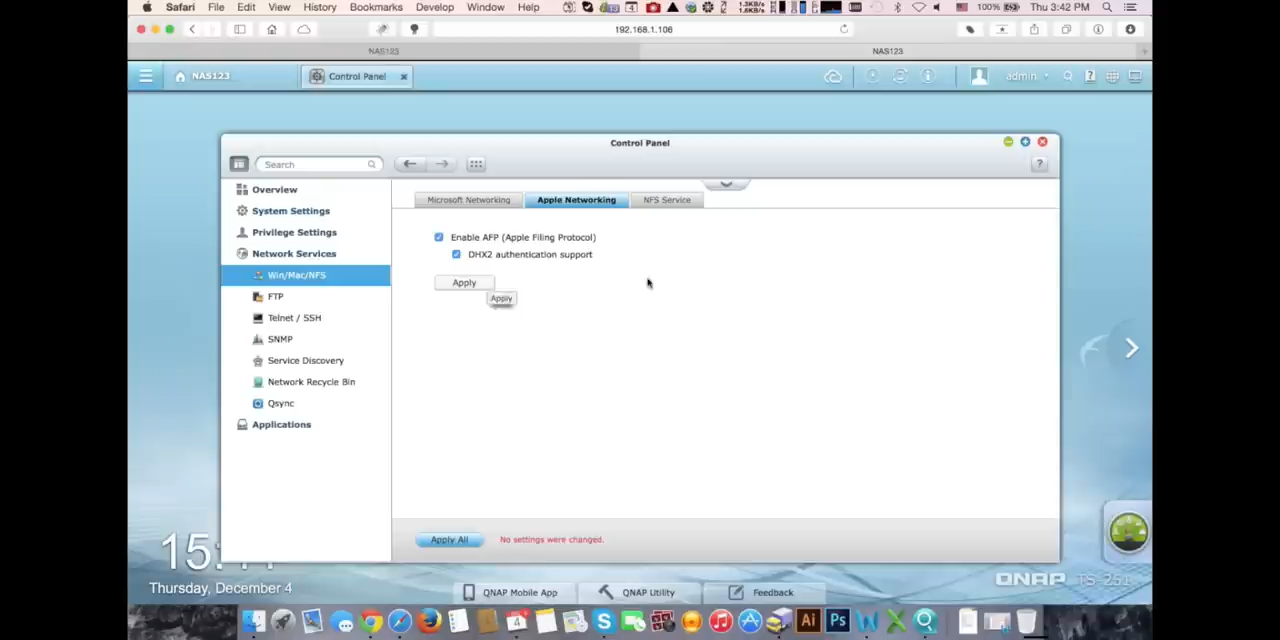 Safari File Edit View History Bookmarks Develop Window Help 100% Thu 3:42 PM
192.168.1.106
NAS123 NAS123
NAS123 Control Panel admin
Control Panel
Search
Overview
System Settings
Privilege Settings
Network Services
Win/Mac/NFS
FTP
Telnet / SSH
SNMP
Service Discovery
Network Recycle Bin
Qsync
Applications
Microsoft Networking Apple Networking NFS Service
Enable AFP (Apple Filing Protocol)
DHX2 authentication support
Apply
Apply
Apply All No settings were changed.
Thursday, December 4
QNAP TS-251
QNAP Mobile App QNAP Utility Feedback